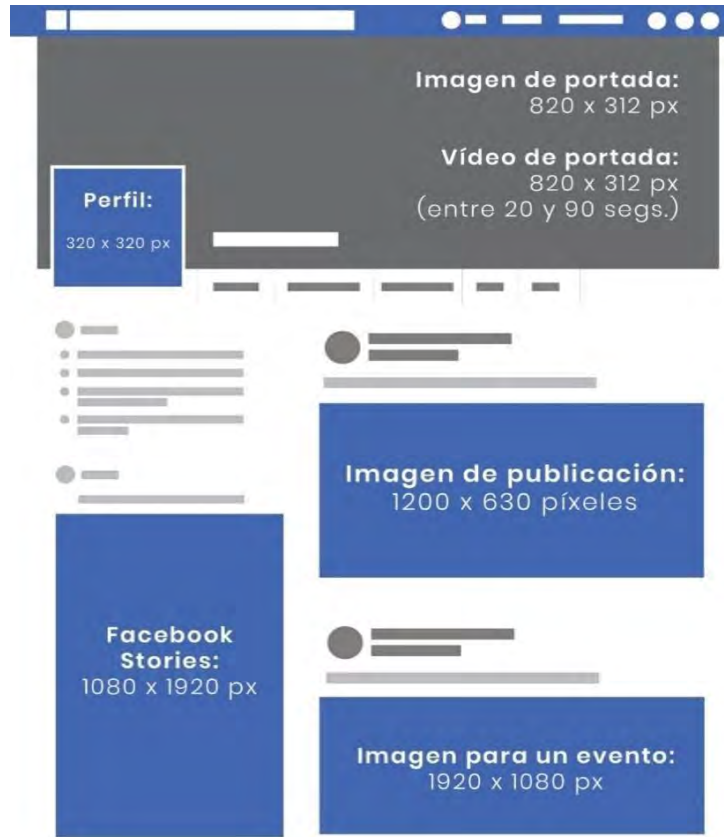 Imagen de portada:
820 x 312 px
Vídeo de portada:
820 x 312 px
(entre 20 y 90 segs.)
Perfil:
320 x 320 px
Imagen de publicación:
1200 x 630 píxeles
Facebook
Stories:
1080 x 1920 px
Imagen para un evento:
1920 x 1080 px